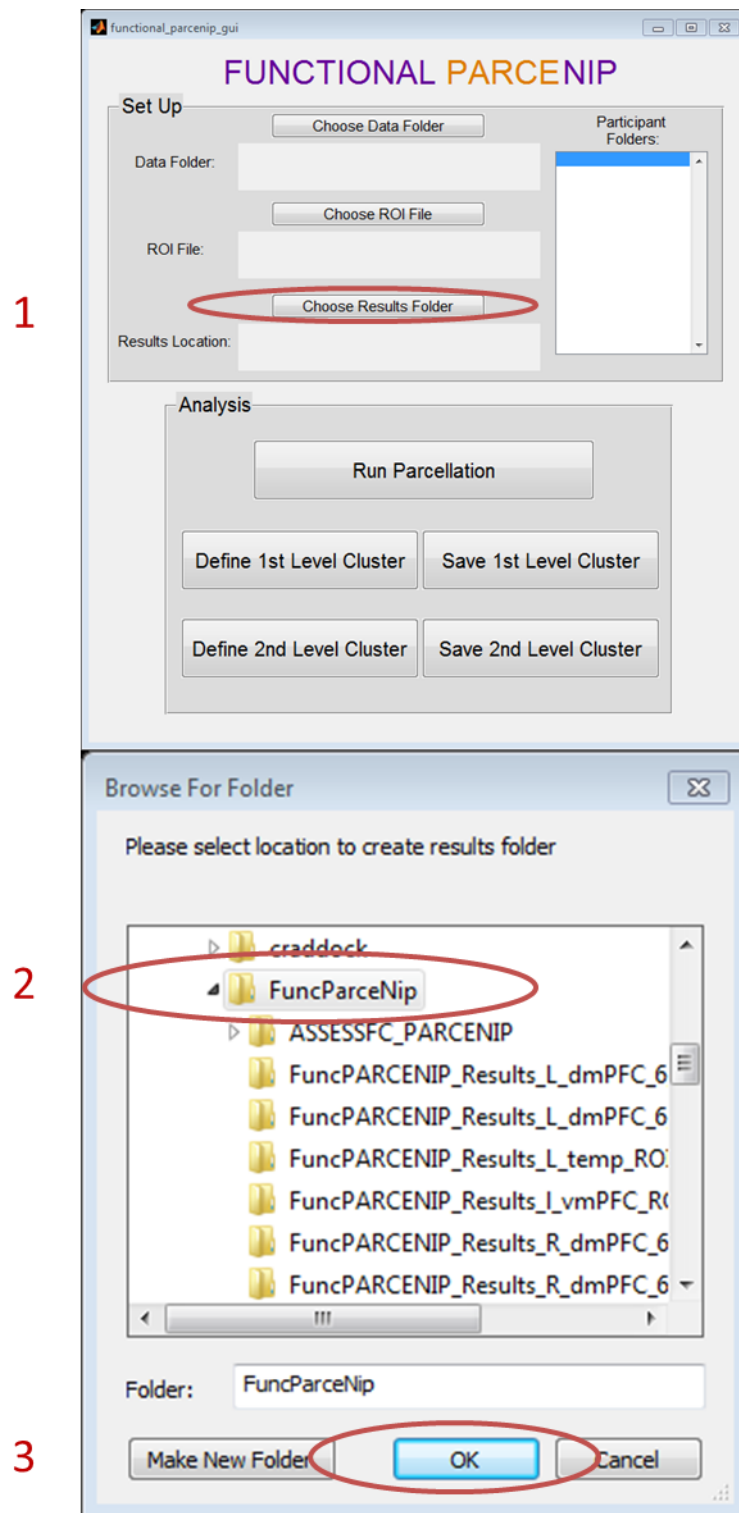 functional_parcenip_gui
FUNCTIONAL PARCENIP
Set Up
Choose Data Folder
Participant
Folders:
Data Folder:
Choose ROI File
ROI File:
1
Choose Results Folder
Results Location:
Analysis
Run Parcellation
Define 1st Level Cluster
Save 1st Level Cluster
Define 2nd Level Cluster
Save 2nd Level Cluster
Browse For Folder
Please select location to create results folder
craddock
2
FuncParceNip
ASSESSFC_PARCENIP
FuncPARCENIP_Results_L_dmPFC_6
FuncPARCENIP_Results_L_dmPFC_6
FuncPARCENIP_Results_L_temp_ROI
FuncPARCENIP_Results_l_vmPFC_RO
FuncPARCENIP_Results_R_dmPFC_6
FuncPARCENIP_Results_R_dmPFC_6
Folder: FuncParceNip
3
Make New Folder
OK
Cancel